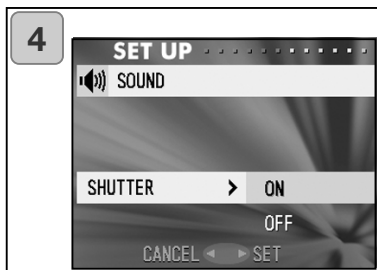 4
SET UP
SOUND
SHUTTER > ON
OFF
CANCEL ◀ ▶ SET